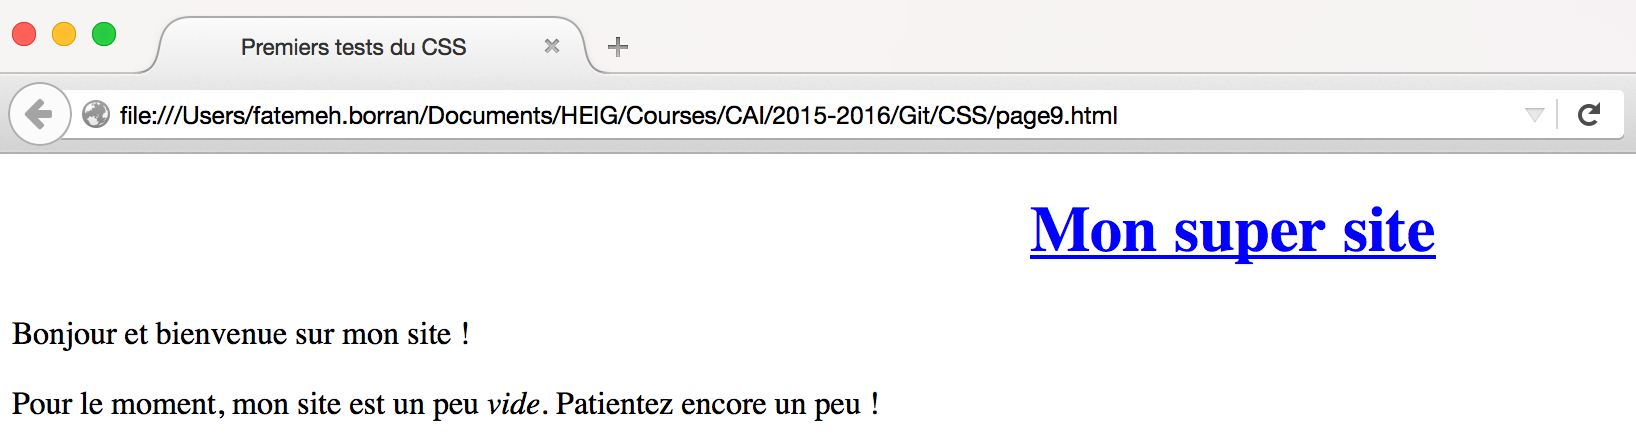 Premiers tests du CSS
file:///Users/fatemeh.borran/Documents/HEIG/Courses/CAI/2015-2016/Git/CSS/page9.html
Mon super site
Bonjour et bienvenue sur mon site !
Pour le moment, mon site est un peu vide. Patientez encore un peu !